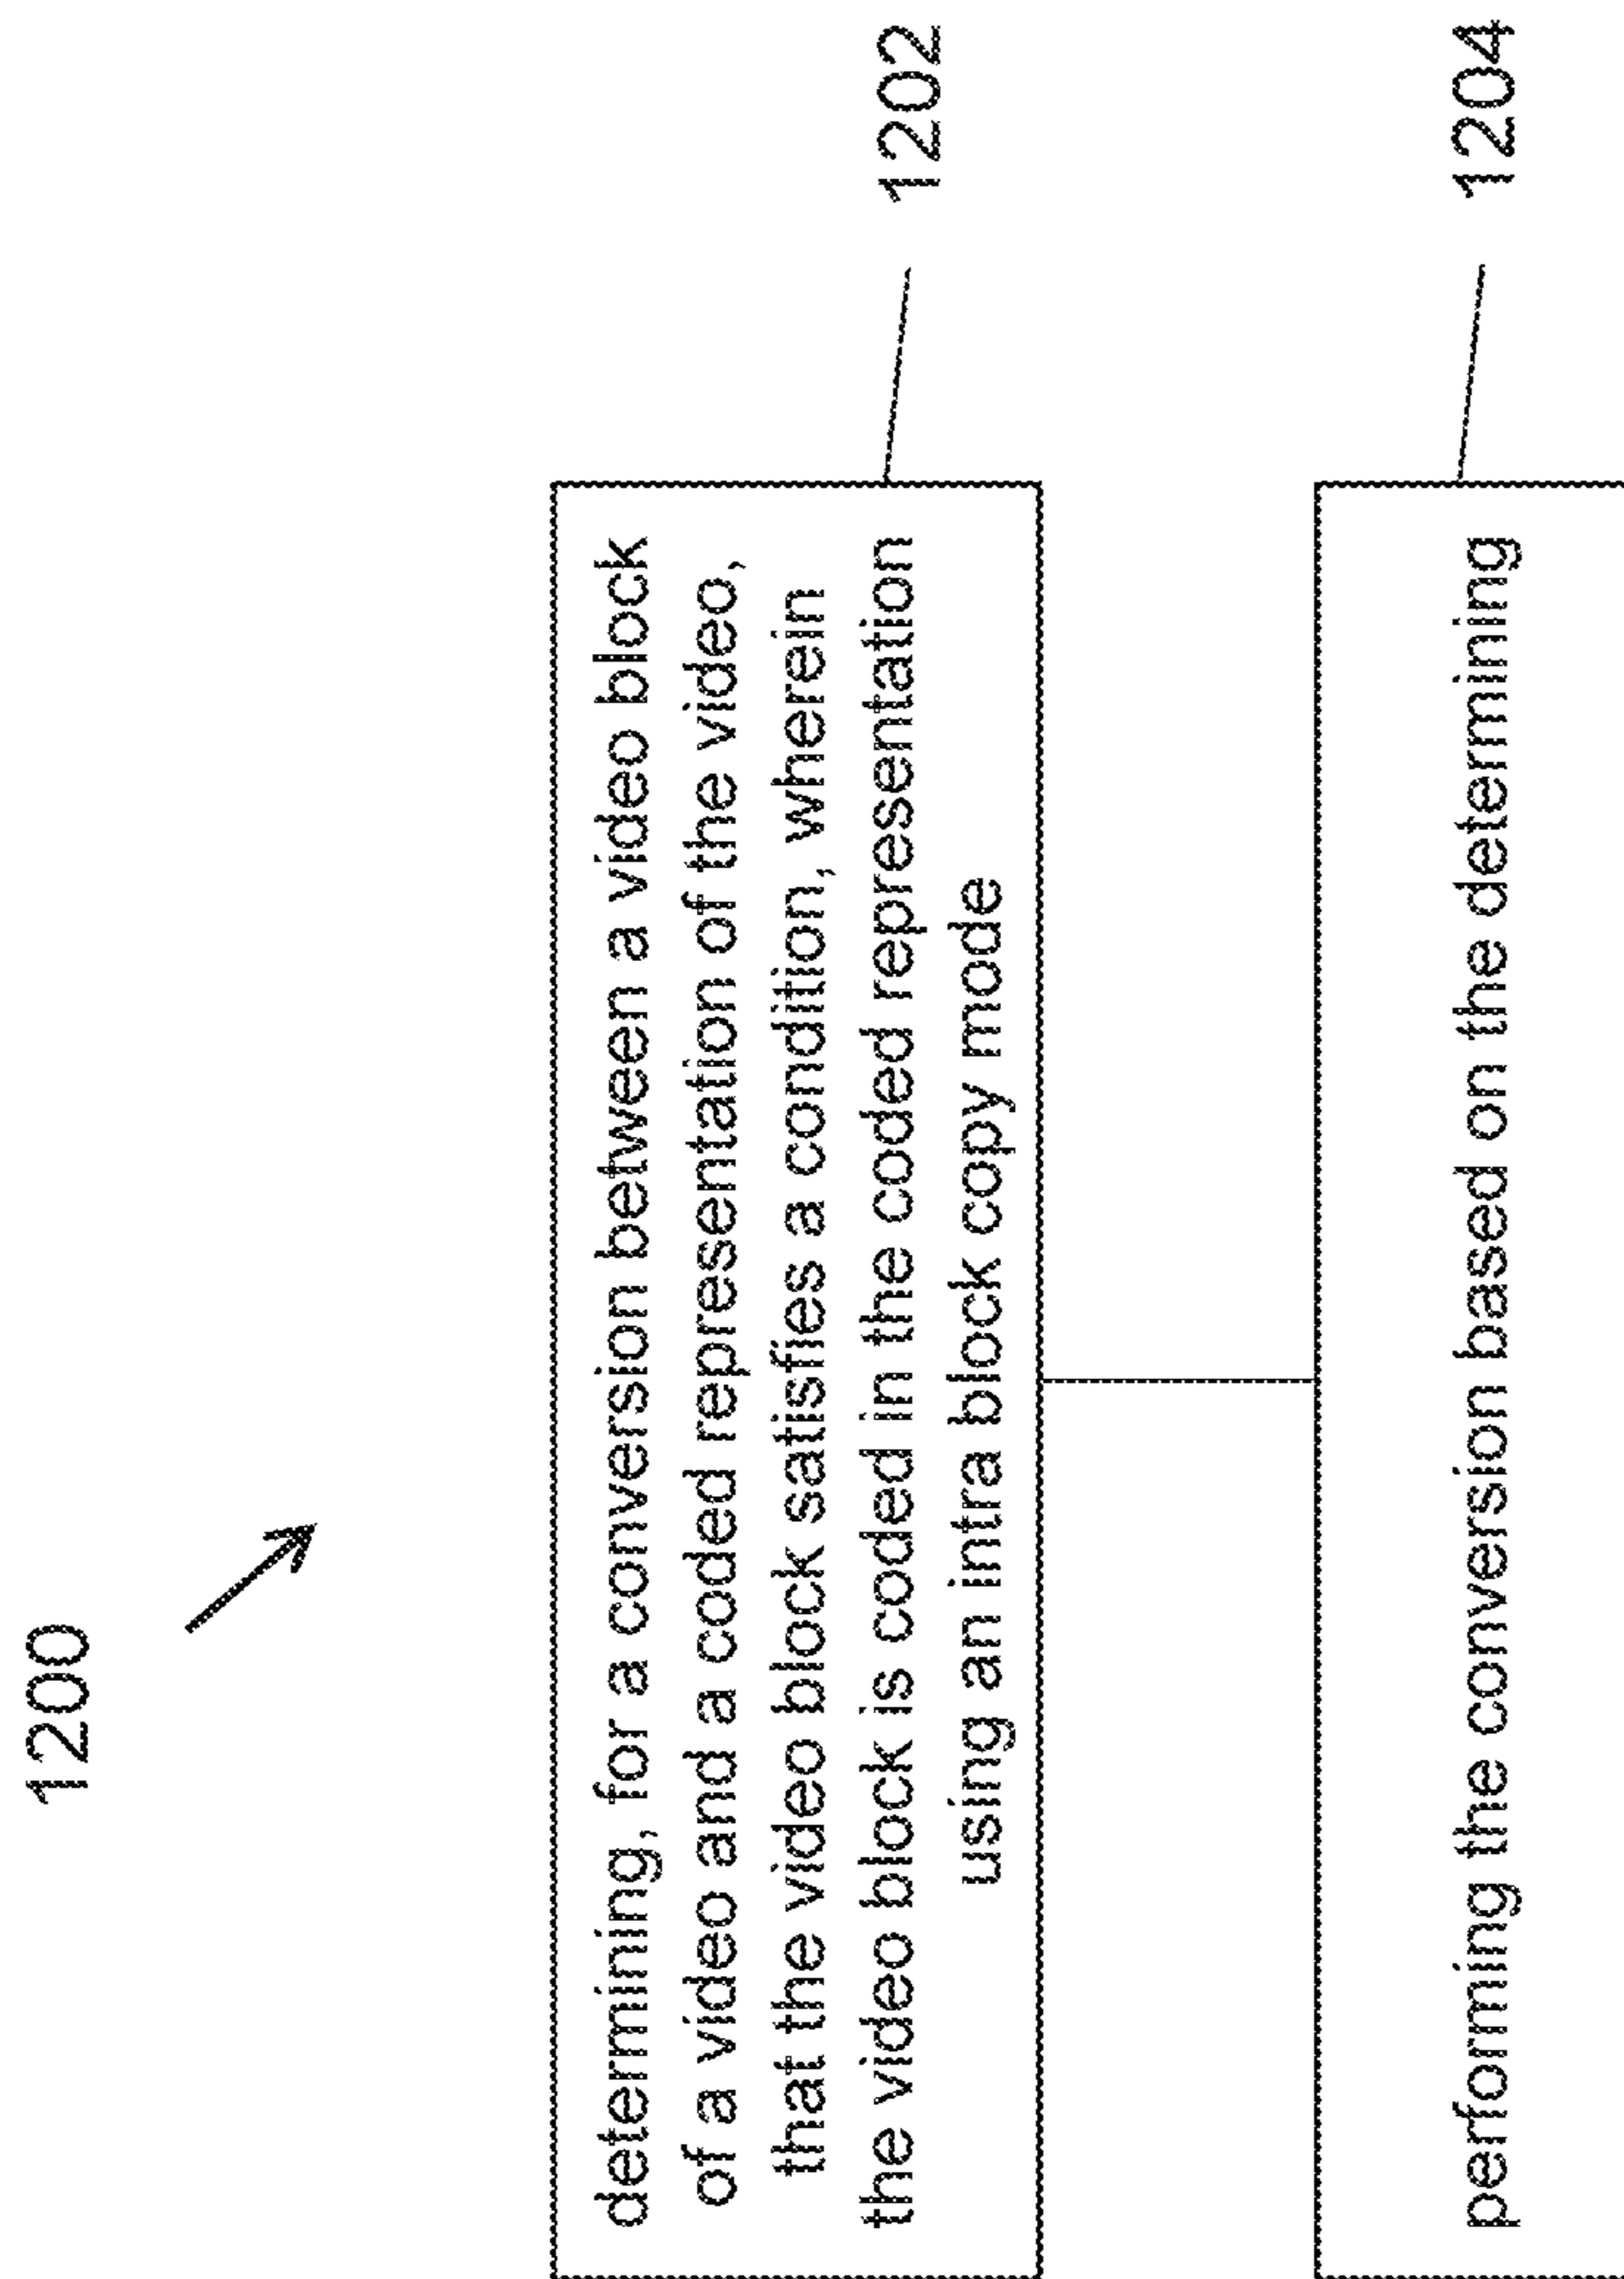 1200
determining, for a conversion between a video block
of a video and a coded representation of the video,
that the video block satisfies a condition, wherein
the video block is coded in the coded representation
using an intra block copy mode
1202
performing the conversion based on the determining
1204